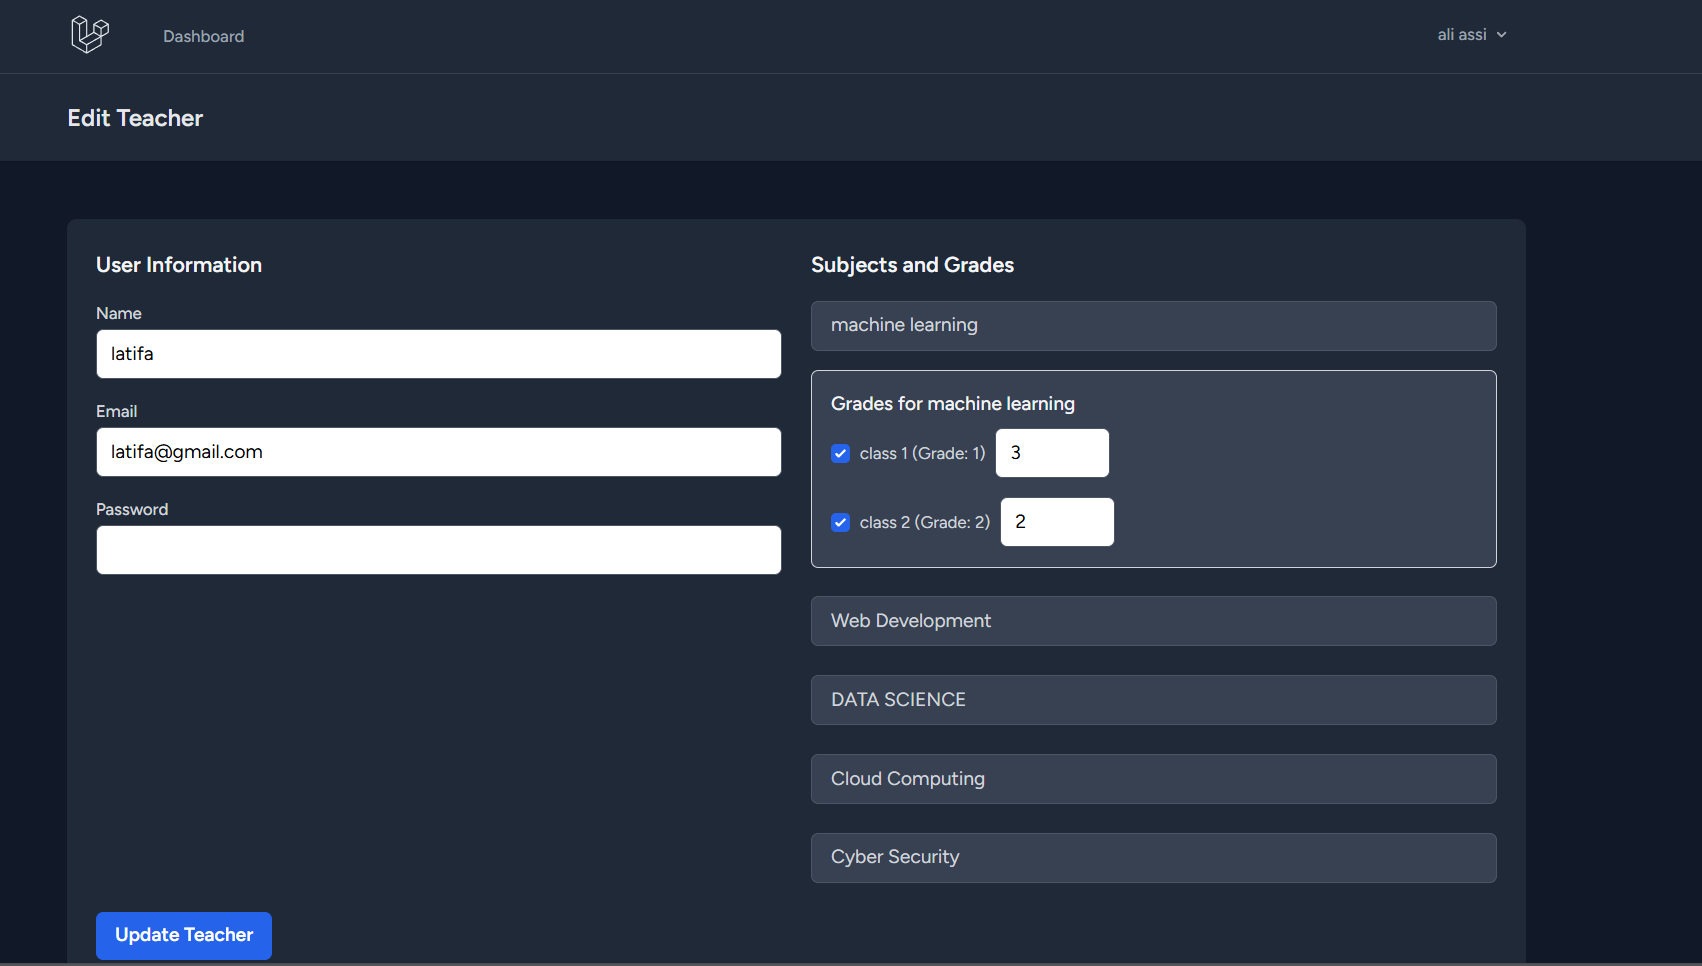 Dashboard
ali assi
Edit Teacher
User Information
Name
latifa
Email
latifa@gmail.com
Password
Subjects and Grades
machine learning
Grades for machine learning
class 1 (Grade: 1) 3
class 2 (Grade: 2) 2
Web Development
DATA SCIENCE
Cloud Computing
Cyber Security
Update Teacher